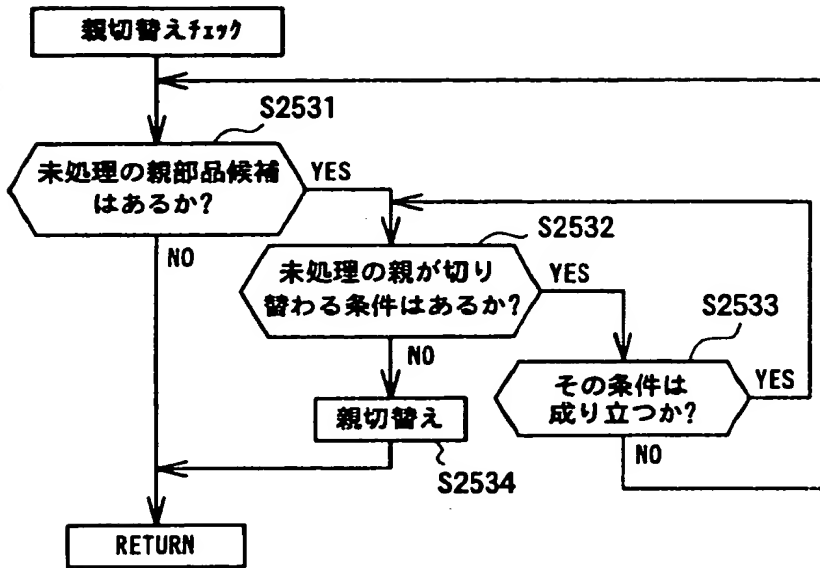 親切替えチェック
S2531
未処理の親部品候補
はあるか?
YES
NO
S2532
未処理の親が切り
替わる条件はあるか?
YES
NO
S2533
その条件は
成り立つか?
YES
NO
親切替え
S2534
RETURN